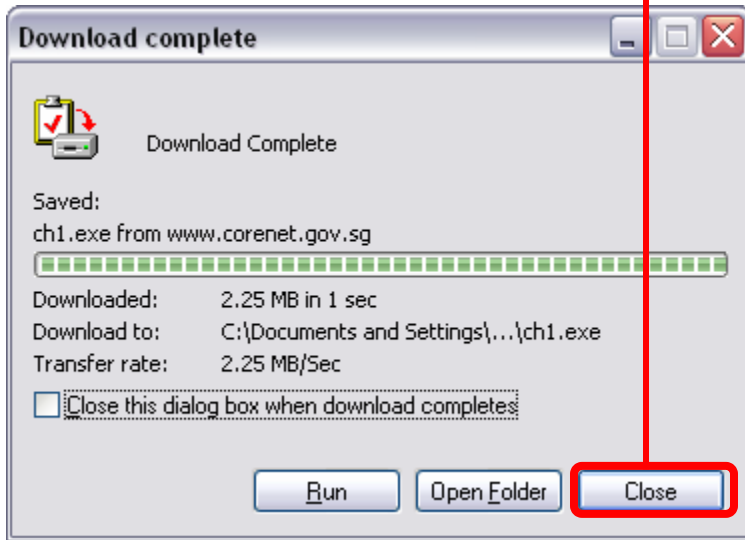 Download complete
Download Complete
Saved:
ch1.exe from www.corenet.gov.sg
Downloaded: 2.25 MB in 1 sec
Download to: C:\Documents and Settings\...\ch1.exe
Transfer rate: 2.25 MB/Sec
Close this dialog box when download completes
Run Open Folder Close